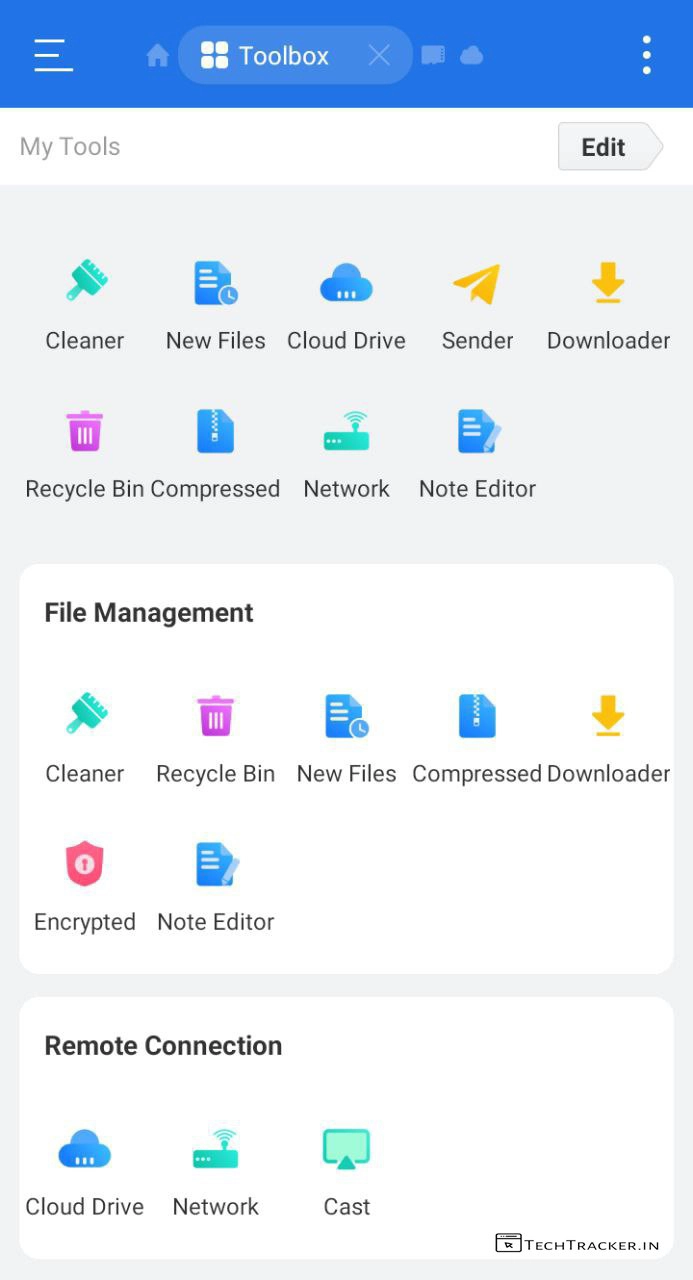 Toolbox
My Tools
Edit
Cleaner New Files Cloud Drive Sender Downloader
Recycle Bin Compressed Network Note Editor
File Management
Cleaner Recycle Bin New Files Compressed Downloader
Encrypted Note Editor
Remote Connection
Cloud Drive Network Cast
TECHTRACKER.IN